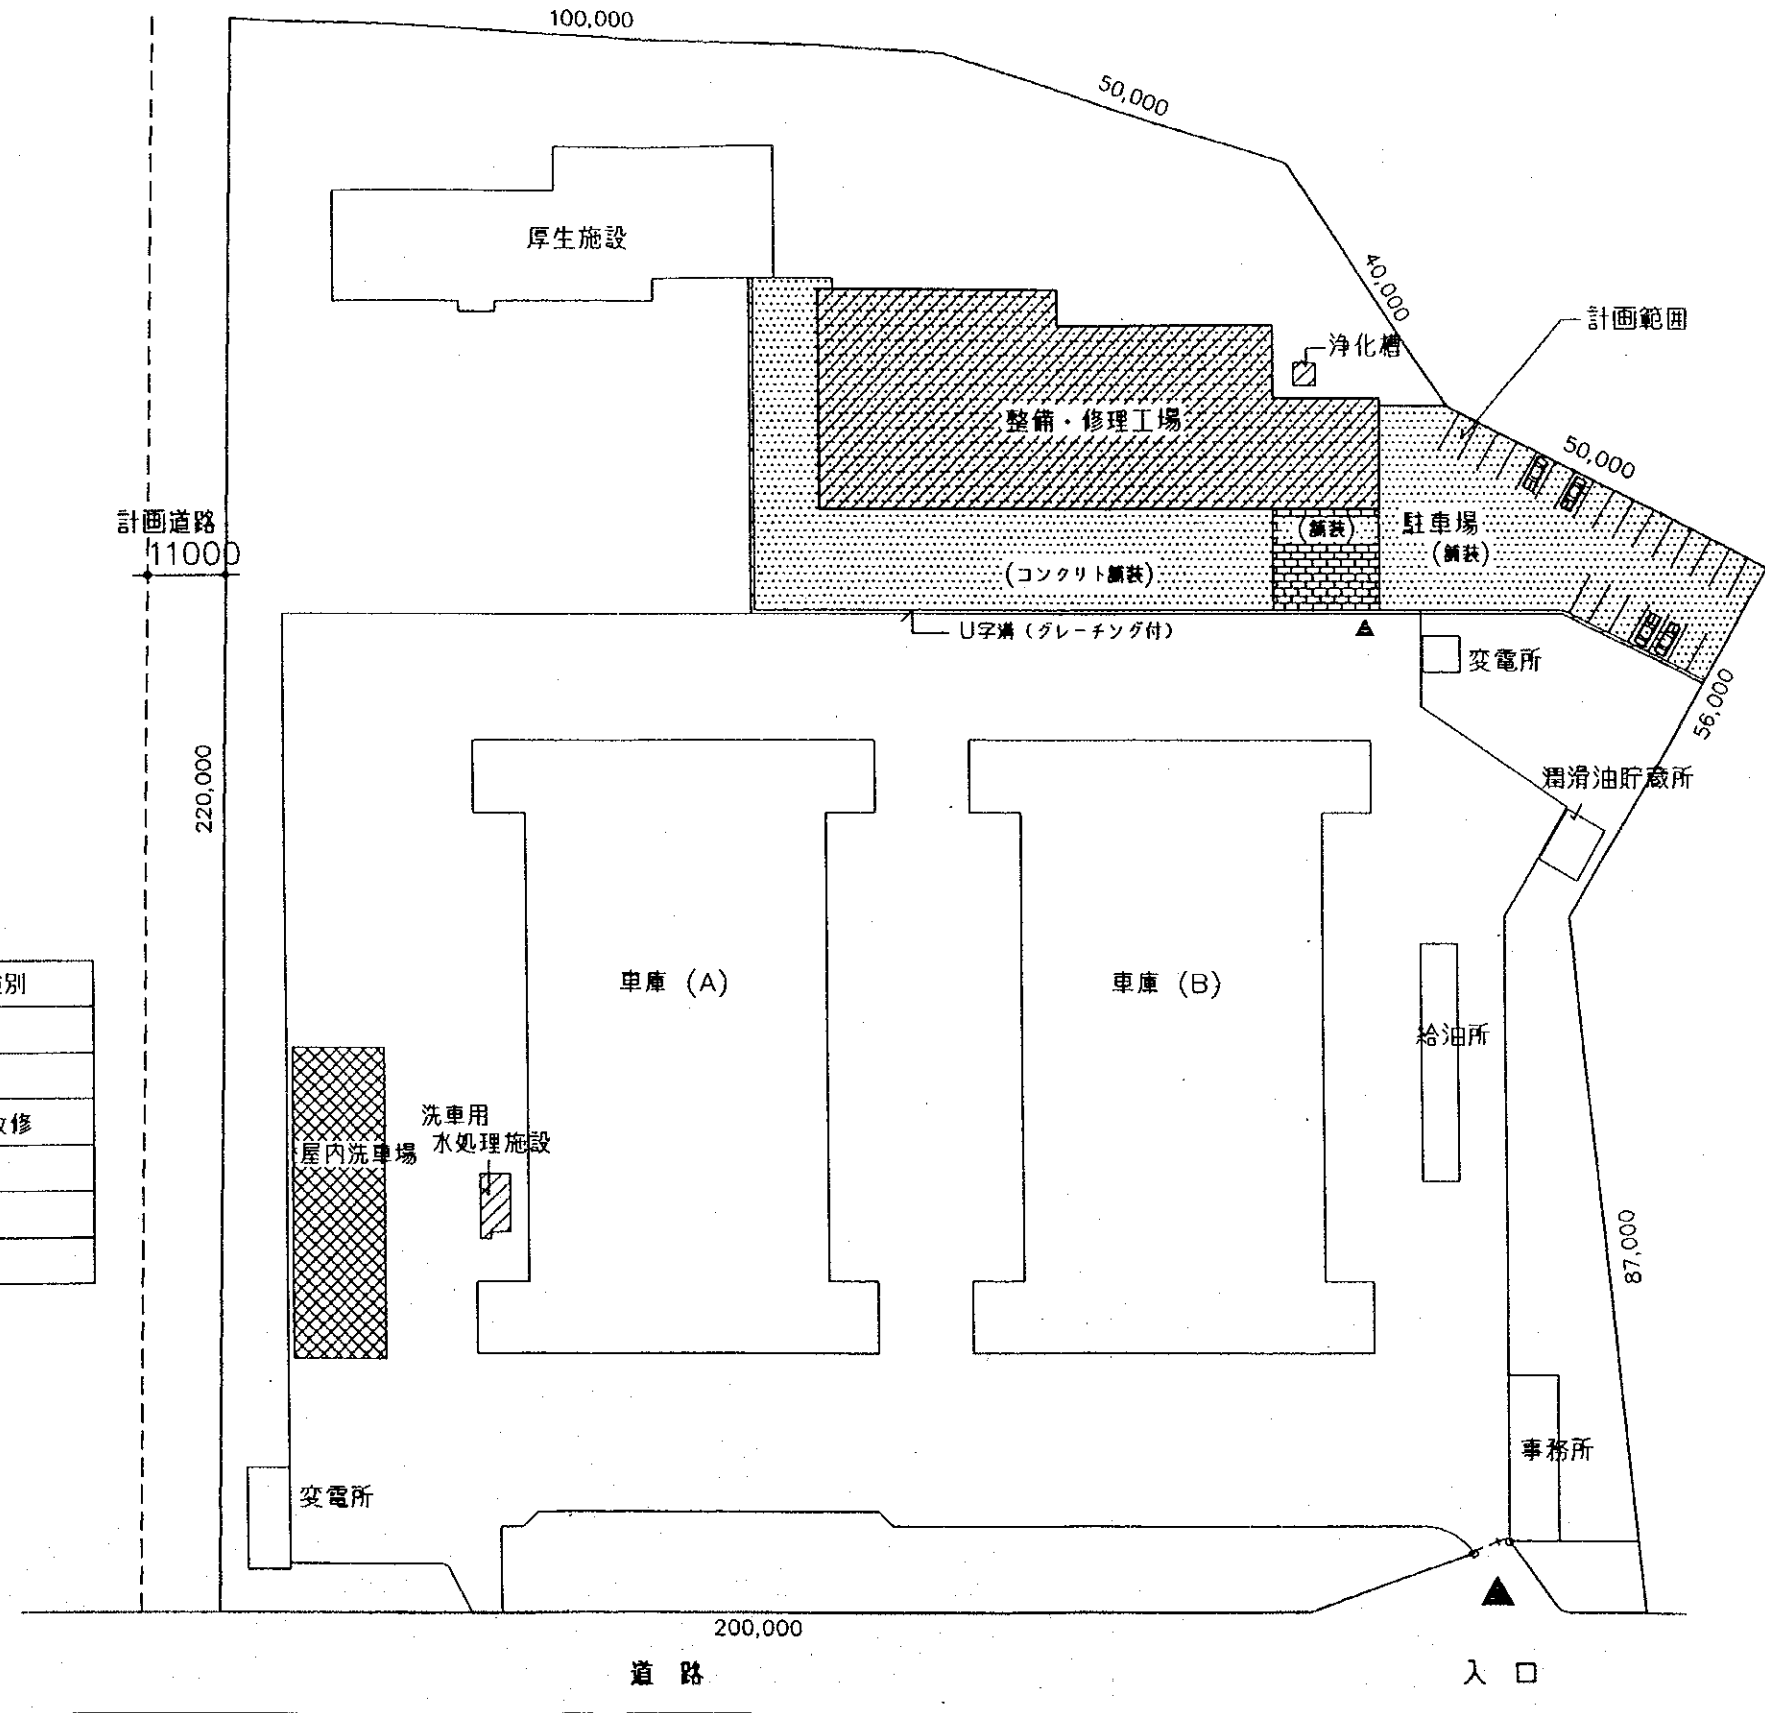 100,000
50,000
厚生施設
40,000
計画範囲
浄化槽
整備・修理工場
50,000
計画道路
11000
(舗装)
駐車場
(舗装)
(コンクリト舗装)
U字溝(グレーチング付)
変電所
56,000
潤滑油貯蔵所
220,000
車庫 (A)
車庫 (B)
別
給油所
修
洗車用
水処理施設
屋内洗車場
87,000
事務所
変電所
200,000
道 路
入 口